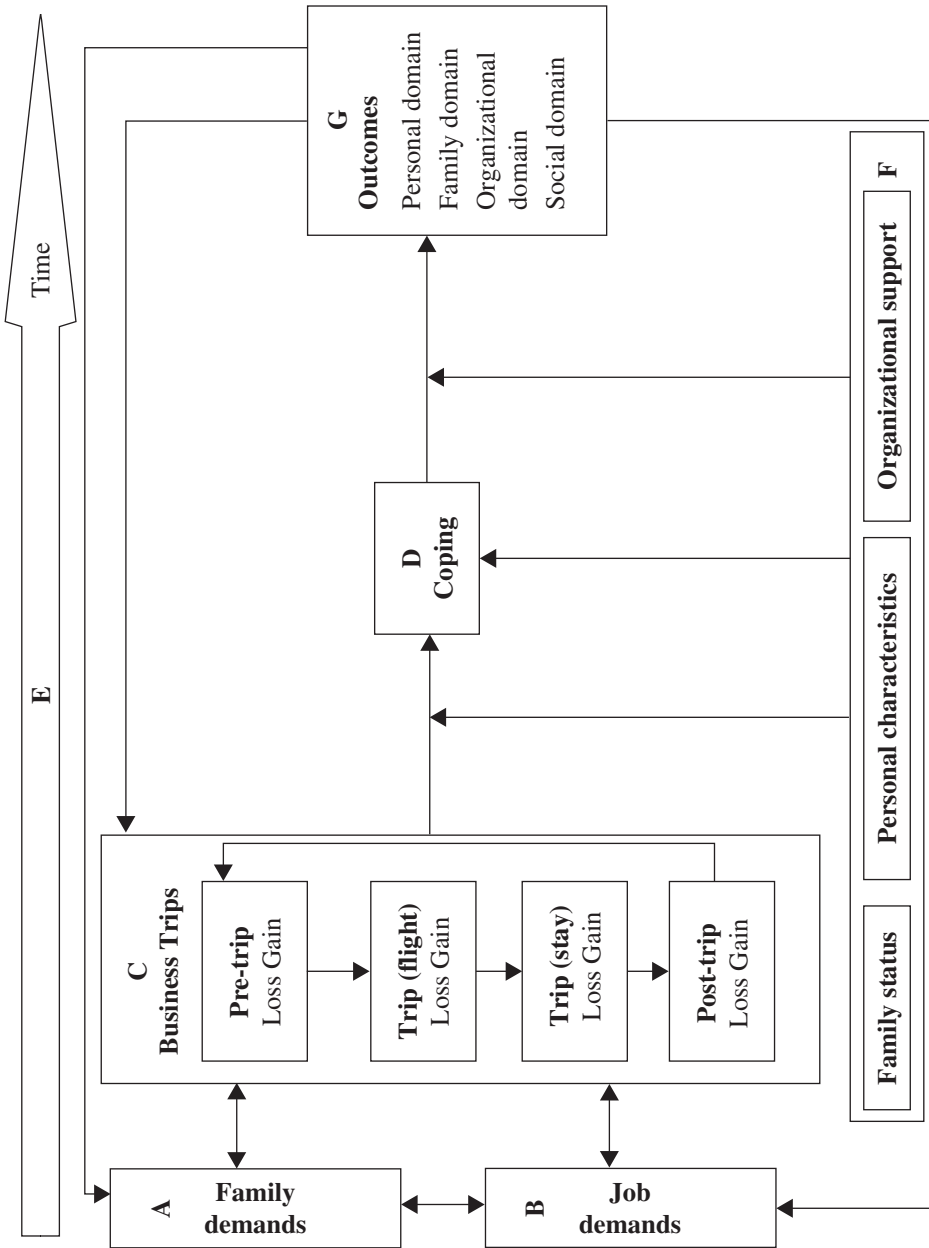 E
Time
A
Family
demands
B
Job
demands
C
Business Trips
Pre-trip
Loss Gain
Trip (flight)
Loss Gain
Trip (stay)
Loss Gain
Post-trip
Loss Gain
D
Coping
G
Outcomes
Personal domain
Family domain
Organizational
domain
Social domain
Family status
Personal characteristics
Organizational support
F